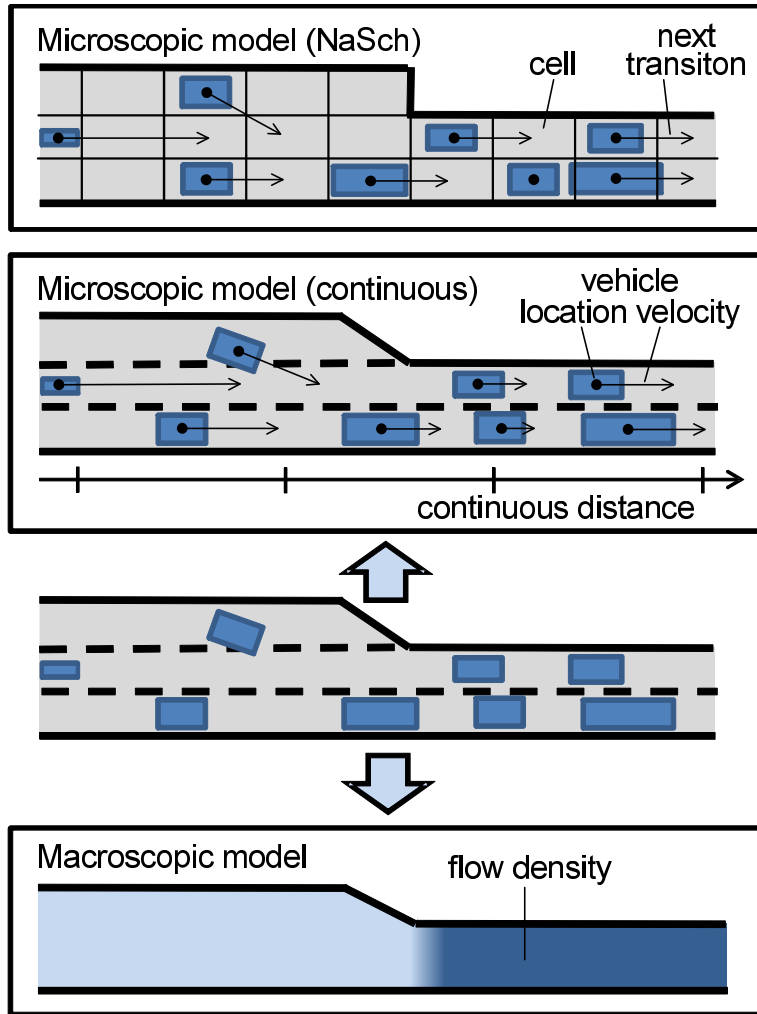 Microscopic model (NaSch)
next
cell transiton
Microscopic model (continuous)
vehicle
location velocity
continuous distance
Macroscopic model
flow density